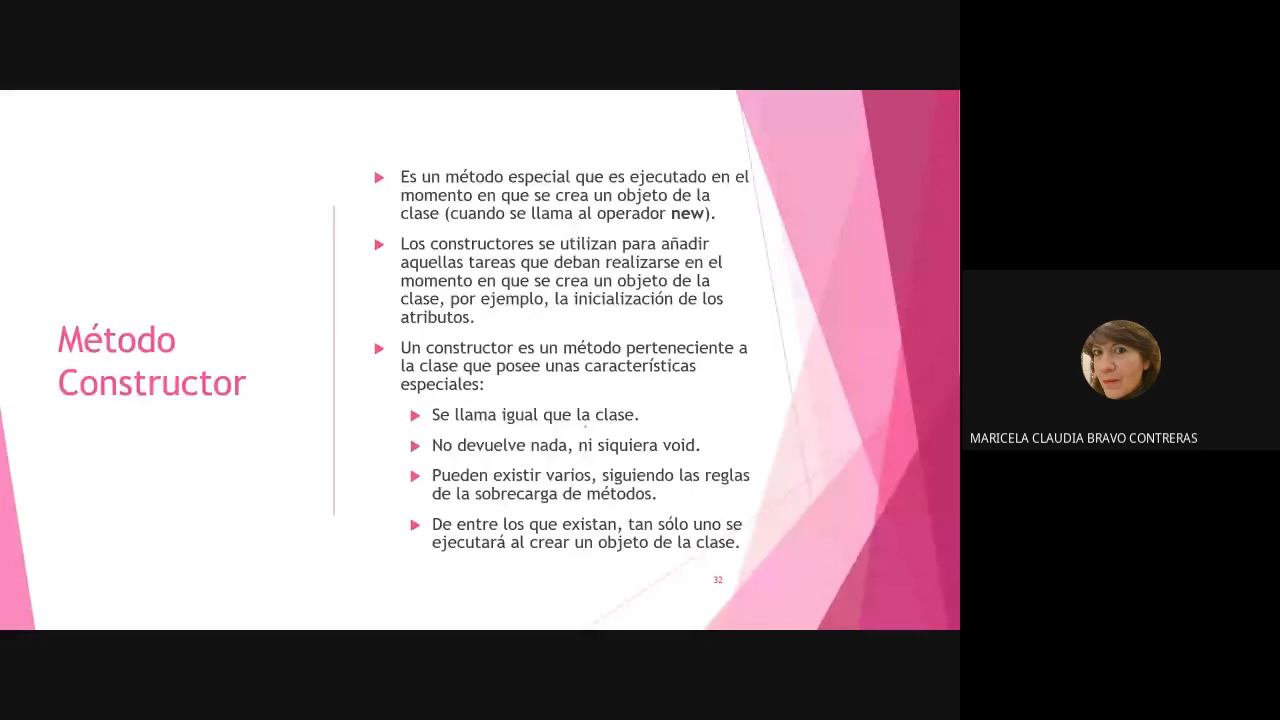 Método
Constructor
Es un método especial que es ejecutado en el
momento en que se crea un objeto de la
clase (cuando se llama al operador new).
Los constructores se utilizan para añadir
aquellas tareas que deban realizarse en el
momento en que se crea un objeto de la
clase, por ejemplo, la inicialización de los
atributos.
Un constructor es un método perteneciente a
la clase que posee unas características
especiales:
Se llama igual que la clase.
No devuelve nada, ni siquiera void.
Pueden existir varios, siguiendo las reglas
de la sobrecarga de métodos.
De entre los que existan, tan sólo uno se
ejecutará al crear un objeto de la clase.
32
MARICELA CLAUDIA BRAVO CONTRERAS